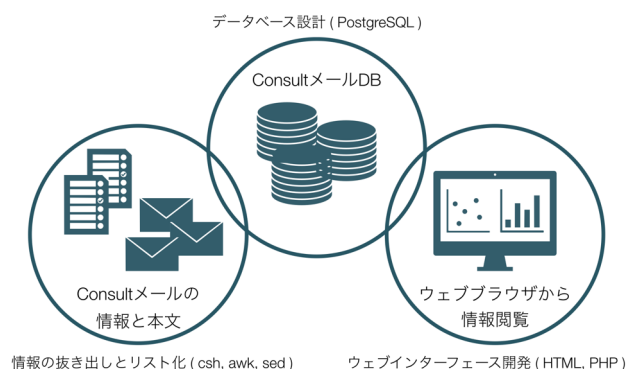 データベース設計 ( PostgreSQL )
ConsultメールDB
Consultメールの
情報と本文
ウェブブラウザから
情報閲覧
情報の抜き出しとリスト化 ( csh, awk, sed )
ウェブインターフェース開発 ( HTML, PHP )